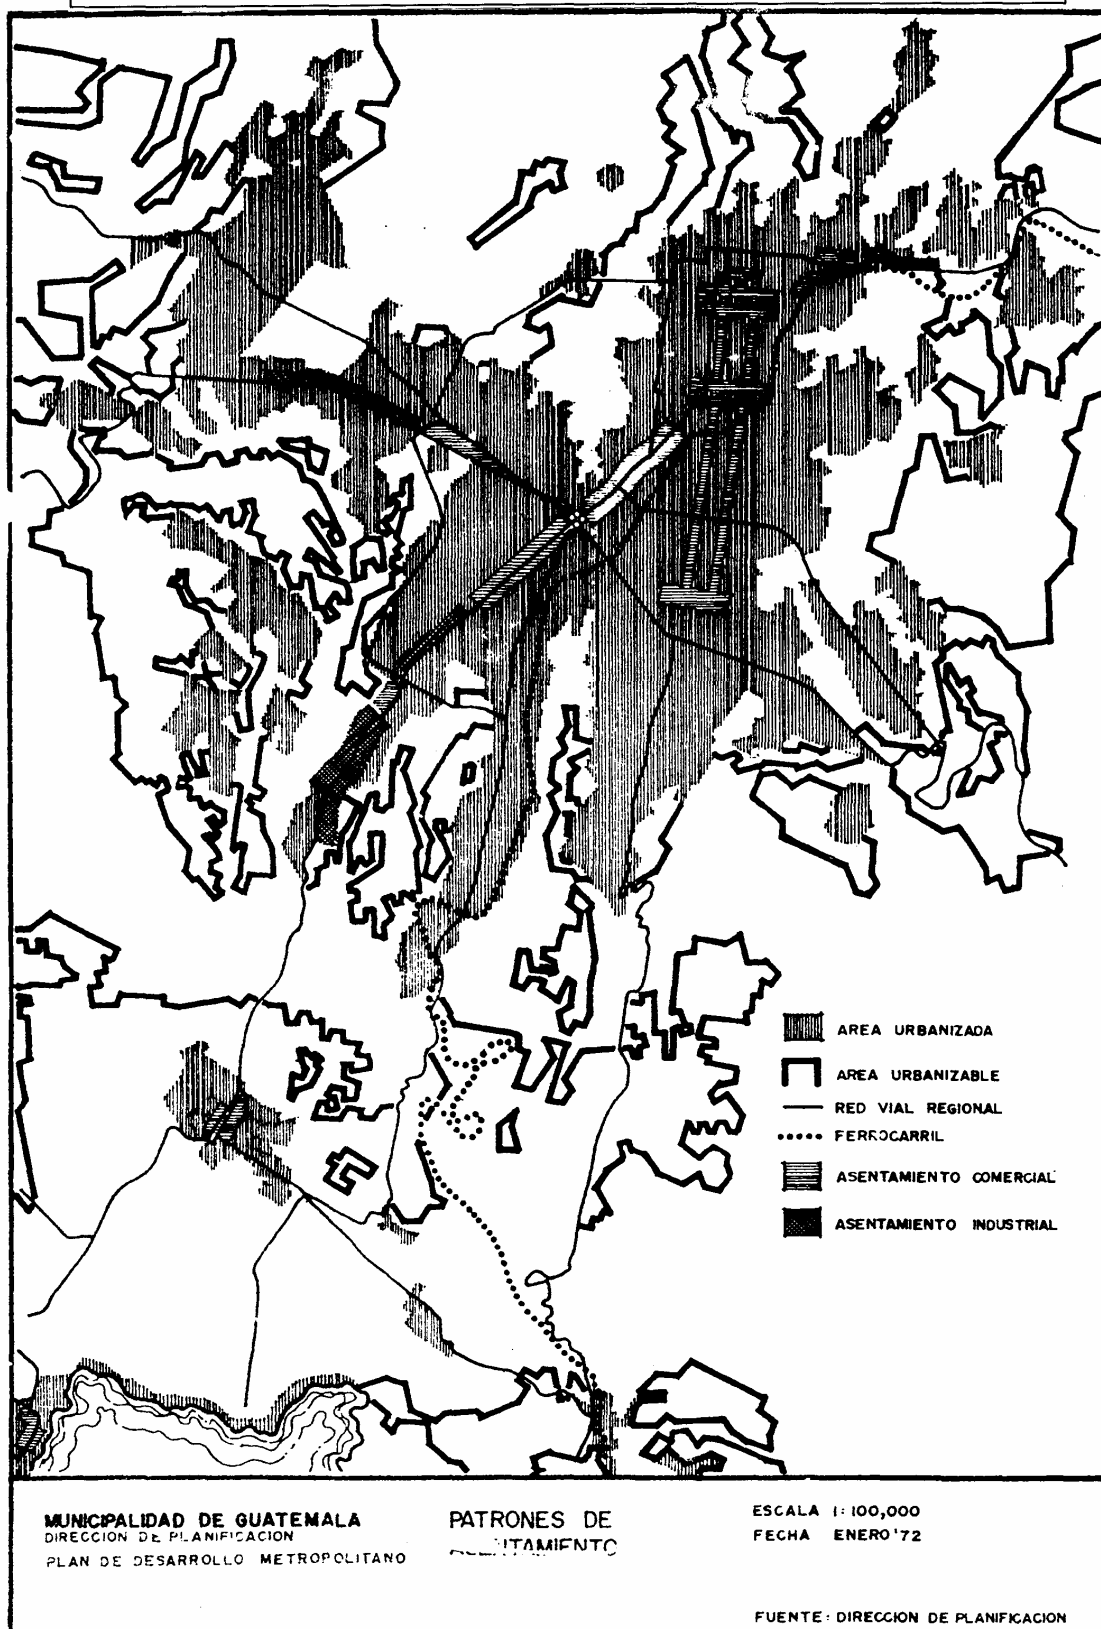 AREA URBANIZADA
AREA URBANIZABLE
RED VIAL REGIONAL
FERROCARRIL
ASENTAMIENTO COMERCIAL
ASENTAMIENTO INDUSTRIAL
MUNICIPALIDAD DE GUATEMALA
DIRECCION DE PLANIFICACION
PLAN DE DESARROLLO METROPOLITANO
PATRONES DE
ESCALA 1:100,000
FECHA ENERO '72
FUENTE: DIRECCION DE PLANIFICACION